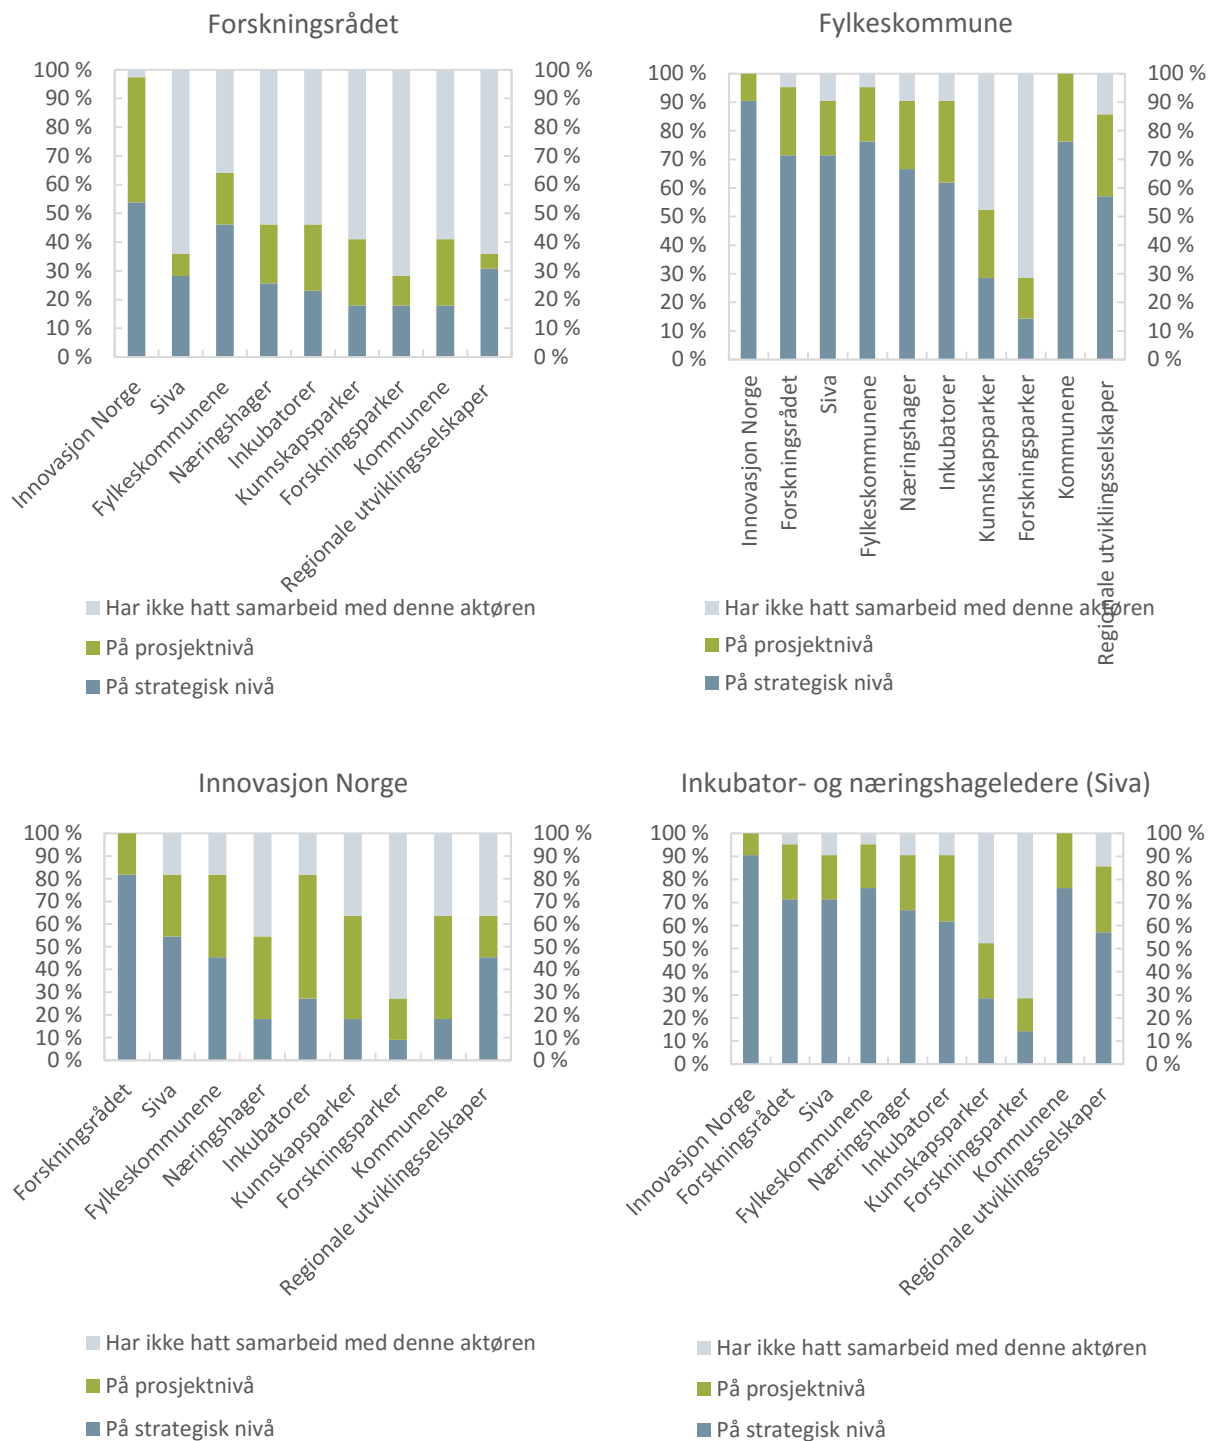 Forskningsrådet
100 % 100 %
90 % 90 %
80 % 80 %
70 % 70 %
60 % 60 %
50 % 50 %
40 % 40 %
30 % 30 %
20 % 20 %
10 % 10 %
0 % 0 %
Innovasjon Norge
Siva
Fylkeskommunene
Næringshager
Inkubatorer
Kunnskapsparker
Forskningsparker
Kommunene
Regionale utviklingsselskaper
Har ikke hatt samarbeid med denne aktøren
På prosjektnivå
På strategisk nivå
Fylkeskommune
100 % 100 %
90 % 90 %
80 % 80 %
70 % 70 %
60 % 60 %
50 % 50 %
40 % 40 %
30 % 30 %
20 % 20 %
10 % 10 %
0 % 0 %
Innovasjon Norge
Forskningsrådet
Siva
Fylkeskommunene
Næringshager
Inkubatorer
Kunnskapsparker
Forskningsparker
Kommunene
Regionale utviklingsselskaper
Har ikke hatt samarbeid med denne aktøren
På prosjektnivå
På strategisk nivå
Innovasjon Norge
100 % 100 %
90 % 90 %
80 % 80 %
70 % 70 %
60 % 60 %
50 % 50 %
40 % 40 %
30 % 30 %
20 % 20 %
10 % 10 %
0 % 0 %
Forskningsrådet
Siva
Fylkeskommunene
Næringshager
Inkubatorer
Kunnskapsparker
Forskningsparker
Kommunene
Regionale utviklingsselskaper
Har ikke hatt samarbeid med denne aktøren
På prosjektnivå
På strategisk nivå
Inkubator- og næringshageledere (Siva)
100 % 100 %
90 % 90 %
80 % 80 %
70 % 70 %
60 % 60 %
50 % 50 %
40 % 40 %
30 % 30 %
20 % 20 %
10 % 10 %
0 % 0 %
Innovasjon Norge
Forskningsrådet
Siva
Fylkeskommunene
Næringshager
Inkubatorer
Kunnskapsparker
Forskningsparker
Kommunene
Regionale utviklingsselskaper
Har ikke hatt samarbeid med denne aktøren
På prosjektnivå
På strategisk nivå